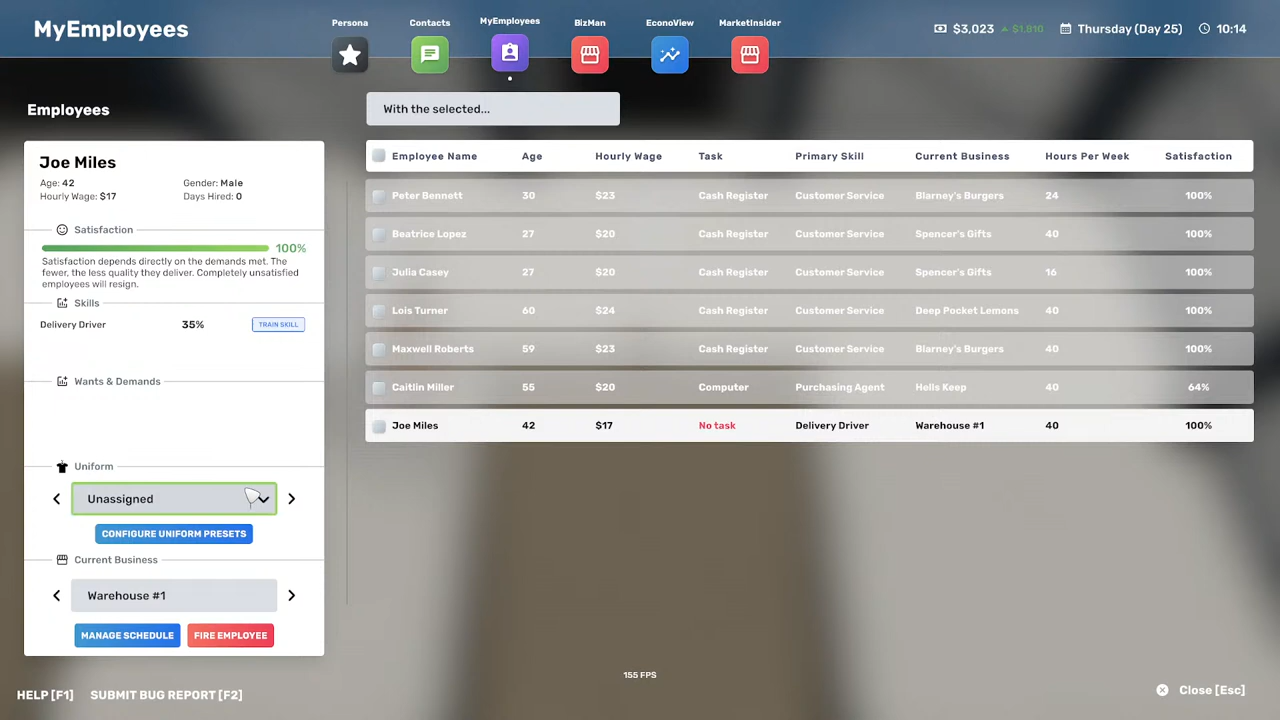 MyEmployees
Persona
Contacts
MyEmployees
BizMan
EconoView
MarketInsider
$3,023 $1,810
Thursday (Day 25)
10:14
Employees
Joe Miles
Age: 42
Gender: Male
Hourly Wage: $17
Days Hired: 0
Satisfaction
100%
Satisfaction depends directly on the demands met. The
fewer, the less quality they deliver. Completely unsatisfied
employees will resign.
Skills
Delivery Driver 35% TRAIN SKILL
Wants & Demands
Uniform
Unassigned
CONFIGURE UNIFORM PRESETS
Current Business
Warehouse #1
MANAGE SCHEDULE
FIRE EMPLOYEE
With the selected...
Employee Name Age Hourly Wage Task Primary Skill Current Business Hours Per Week Satisfaction
Peter Bennett 30 $23 Cash Register Customer Service Blarney's Burgers 24 100%
Beatrice Lopez 27 $20 Cash Register Customer Service Spencer's Gifts 40 100%
Julia Casey 27 $20 Cash Register Customer Service Spencer's Gifts 16 100%
Lois Turner 60 $24 Cash Register Customer Service Deep Pocket Lemons 40 100%
Maxwell Roberts 59 $23 Cash Register Customer Service Blarney's Burgers 40 100%
Caitlin Miller 55 $20 Computer Purchasing Agent Hells Keep 40 64%
Joe Miles 42 $17 No task Delivery Driver Warehouse #1 40 100%
155 FPS
HELP [F1]
SUBMIT BUG REPORT [F2]
Close [Esc]